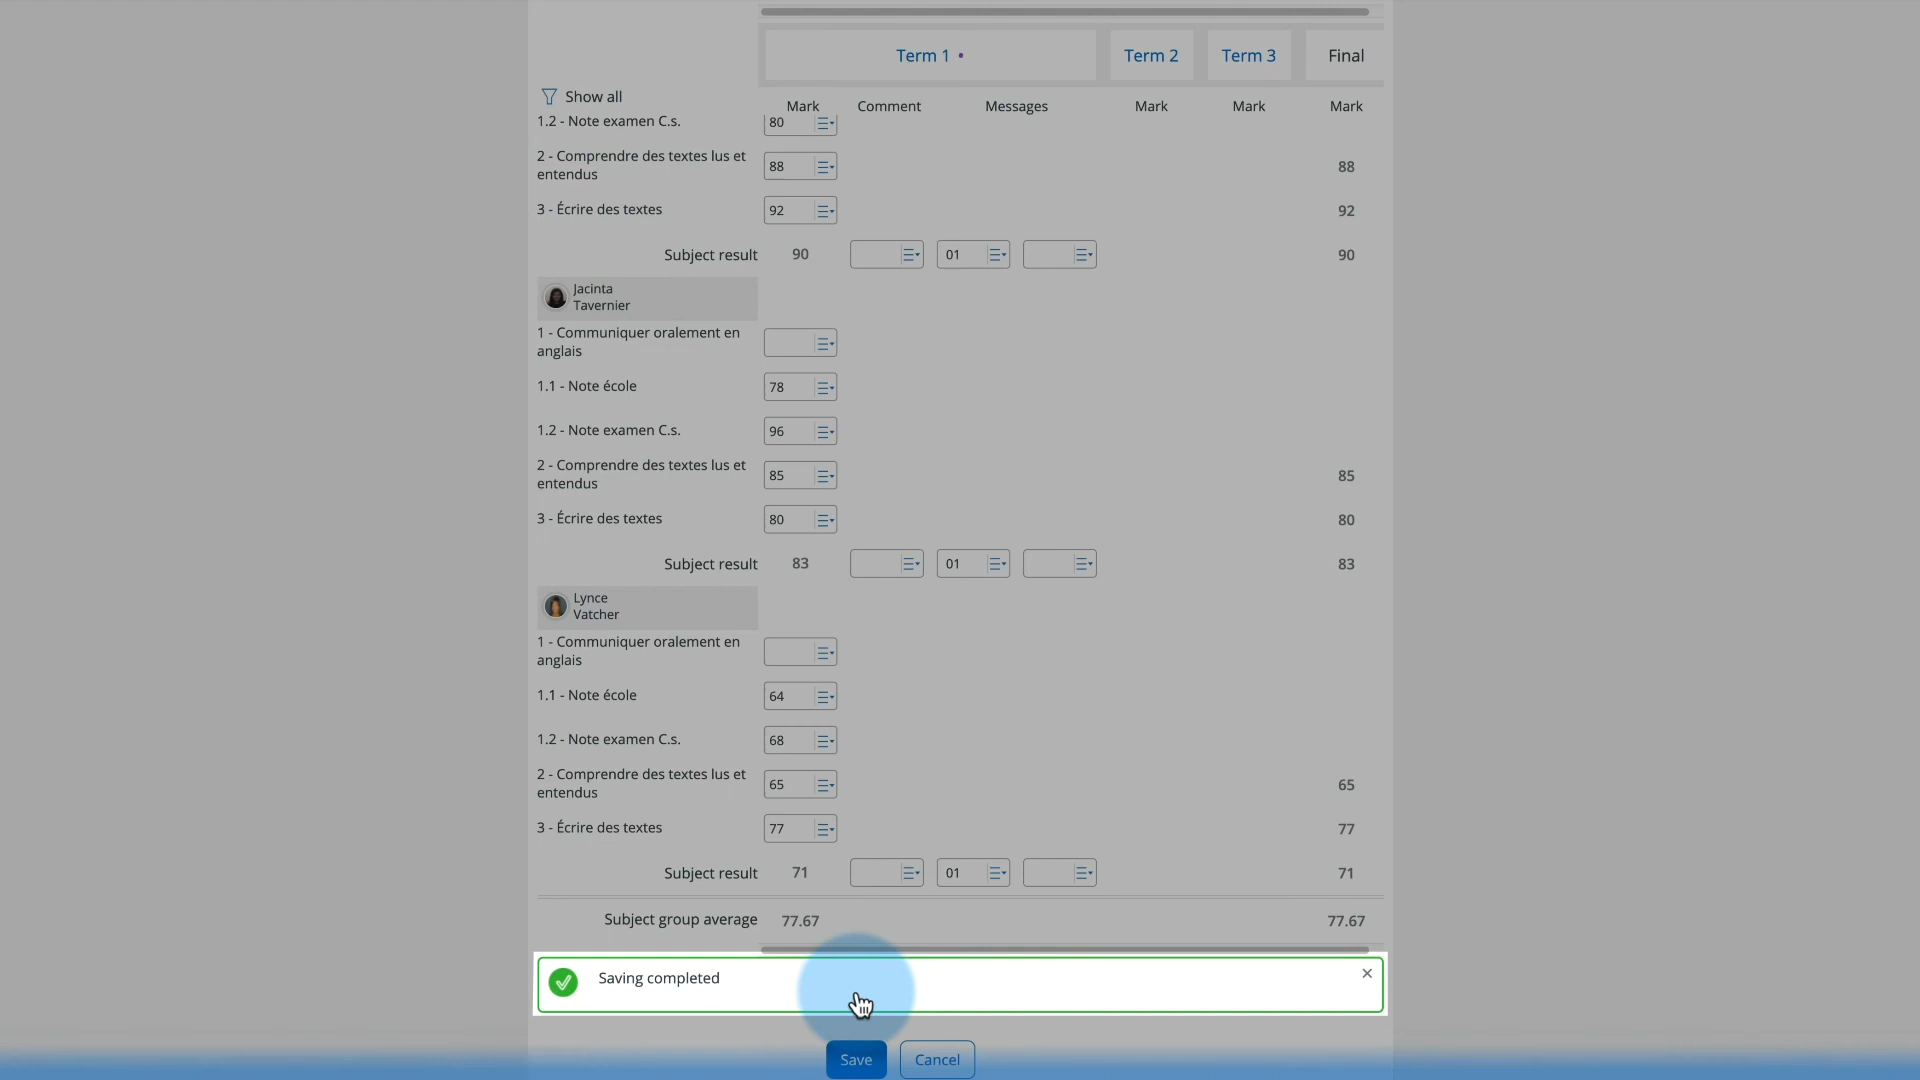 Term 1 •
Term 2
Term 3
Final
Show all
Mark
Comment
Messages
Mark
Mark
Mark
1.2 - Note examen C.s.
80
2 - Comprendre des textes lus et
entendus
88
88
3 - Écrire des textes
92
92
Subject result
90
01
90
Jacinta
Tavernier
1 - Communiquer oralement en
anglais
1.1 - Note école
78
1.2 - Note examen C.s.
96
2 - Comprendre des textes lus et
entendus
85
85
3 - Écrire des textes
80
80
Subject result
83
01
83
Lynce
Vatcher
1 - Communiquer oralement en
anglais
1.1 - Note école
64
1.2 - Note examen C.s.
68
2 - Comprendre des textes lus et
entendus
65
65
3 - Écrire des textes
77
77
Subject result
71
01
71
Subject group average
77.67
77.67
Saving completed
Save
Cancel